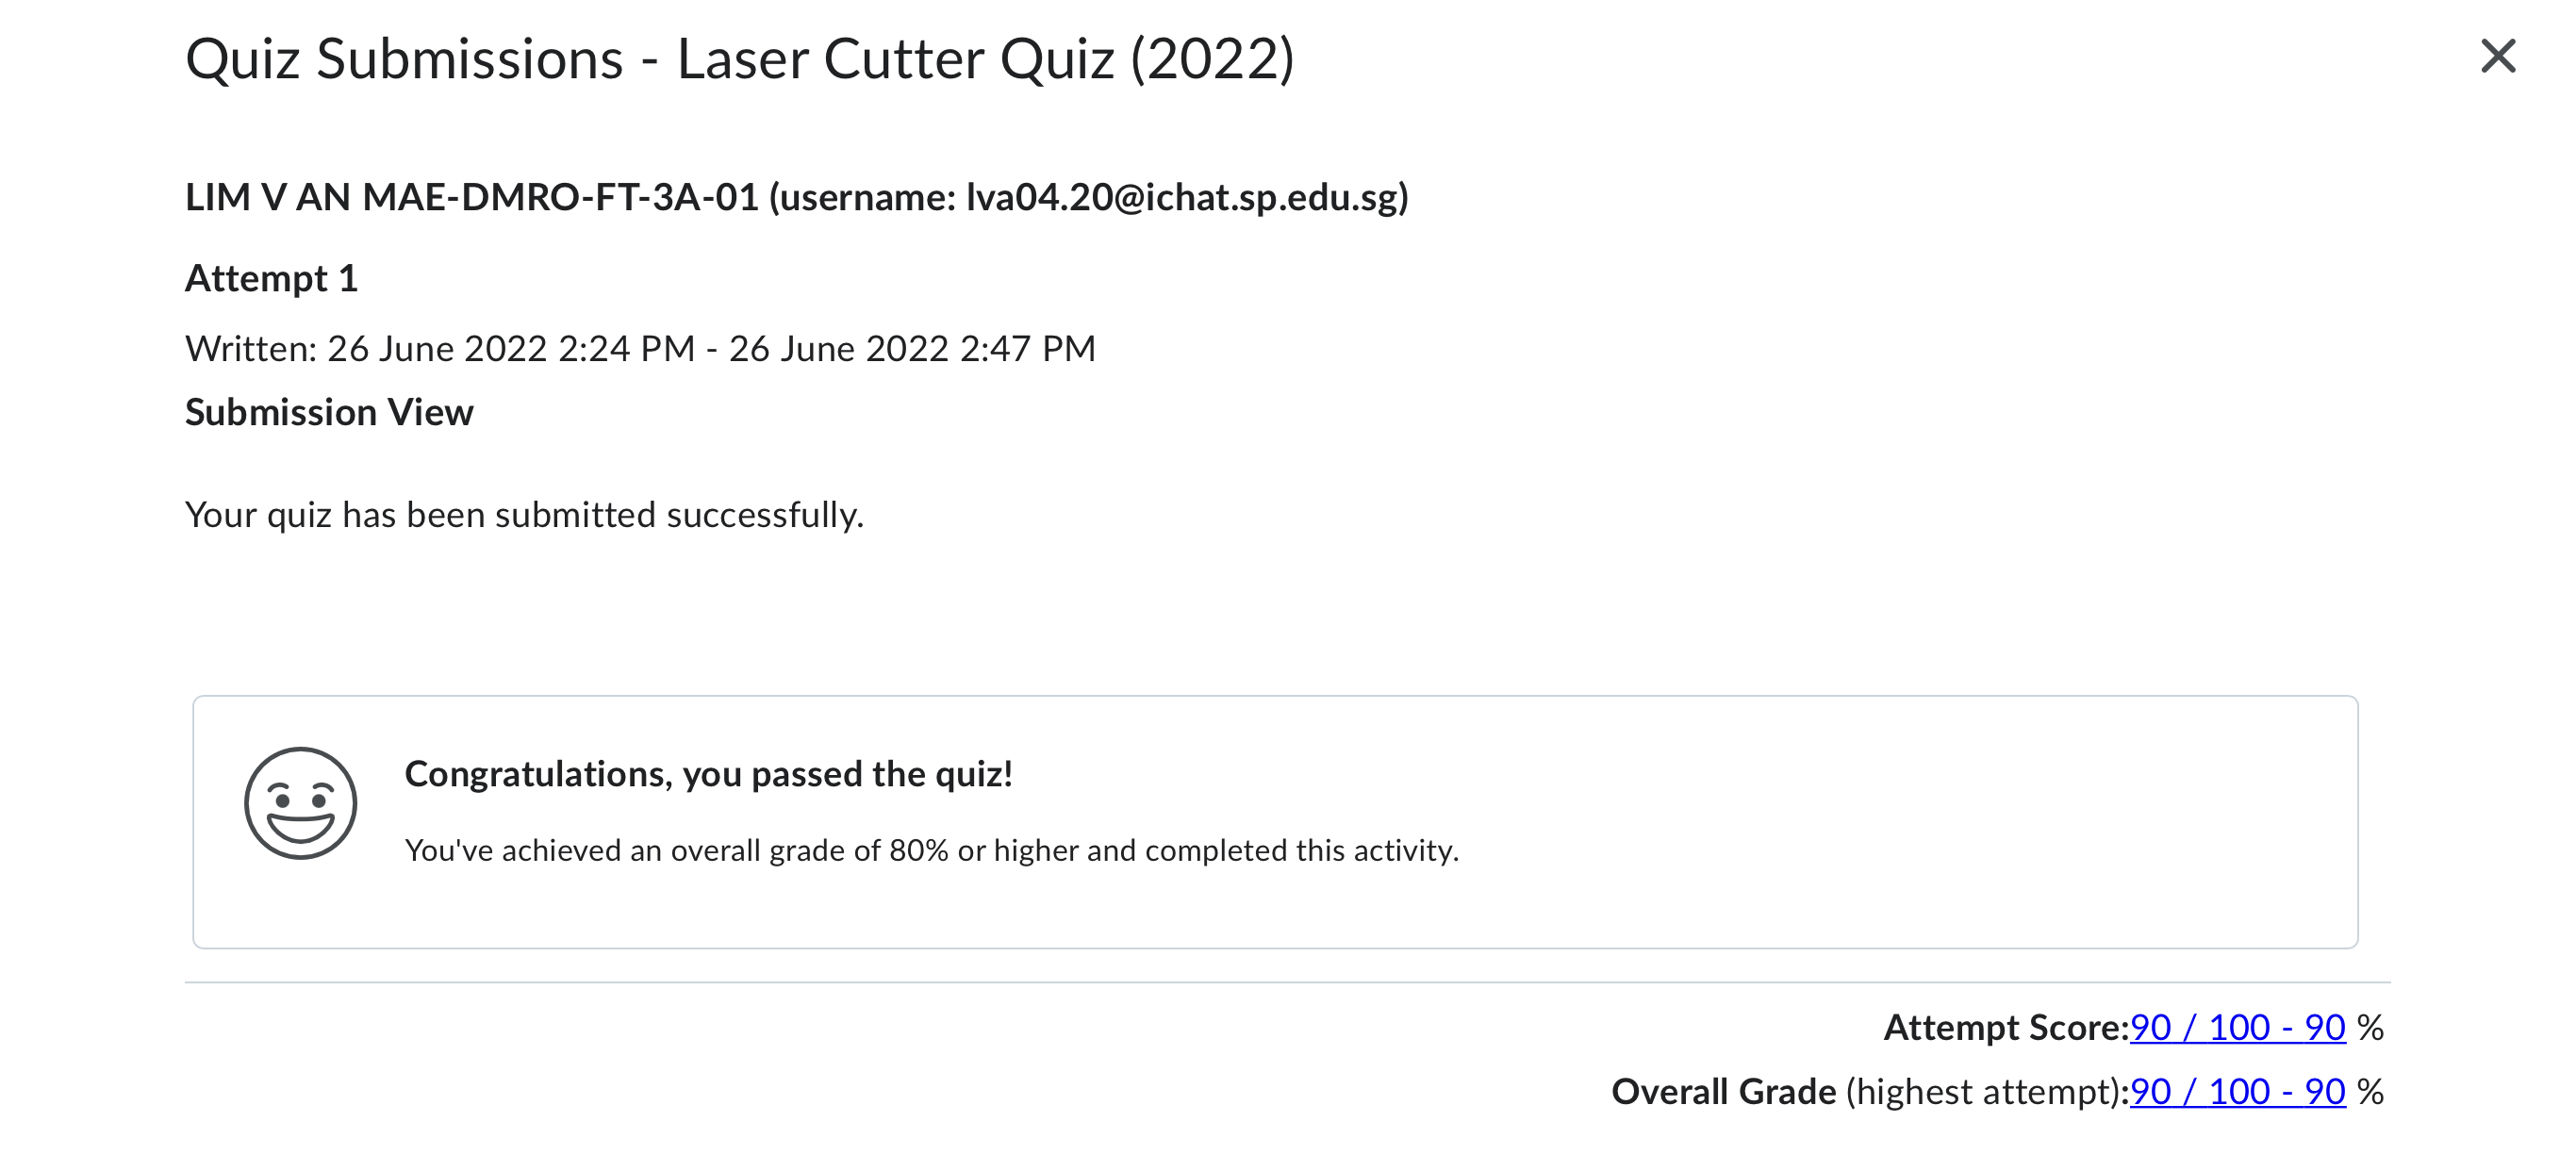 Quiz Submissions - Laser Cutter Quiz (2022)
LIM V AN MAE-DMRO-FT-3A-01 (username: lva04.20@ichat.sp.edu.sg)
Attempt 1
Written: 26 June 2022 2:24 PM - 26 June 2022 2:47 PM
Submission View
Your quiz has been submitted successfully.
Congratulations, you passed the quiz!
You've achieved an overall grade of 80% or higher and completed this activity.
Attempt Score:90 / 100 - 90 %
Overall Grade (highest attempt):90 / 100 - 90 %